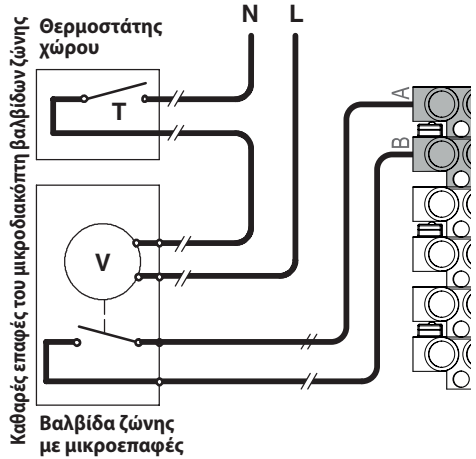 Θερμοστάτης
χώρου
N L
T
A
B
V
Καθαρές επαφές του μικροδιακόπτη βαλβίδων ζώνης
Βαλβίδα ζώνης
με μικροεπαφές